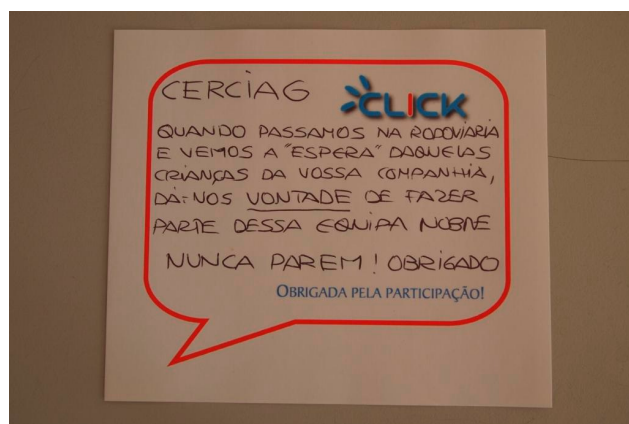 CERCIAG
CLICK
QUANDO PASSAMOS NA RODOVIARIA
E VEMOS A "ESPERA" DAQUELAS
CRIANÇAS DA VOSSA COMPANHIA,
DÁ-NOS VONTADE DE FAZER
PARTE DESSA EQUIPA NOBRE
NUNCA PAREM! OBRIGADO
OBRIGADA PELA PARTICIPAÇÃO!